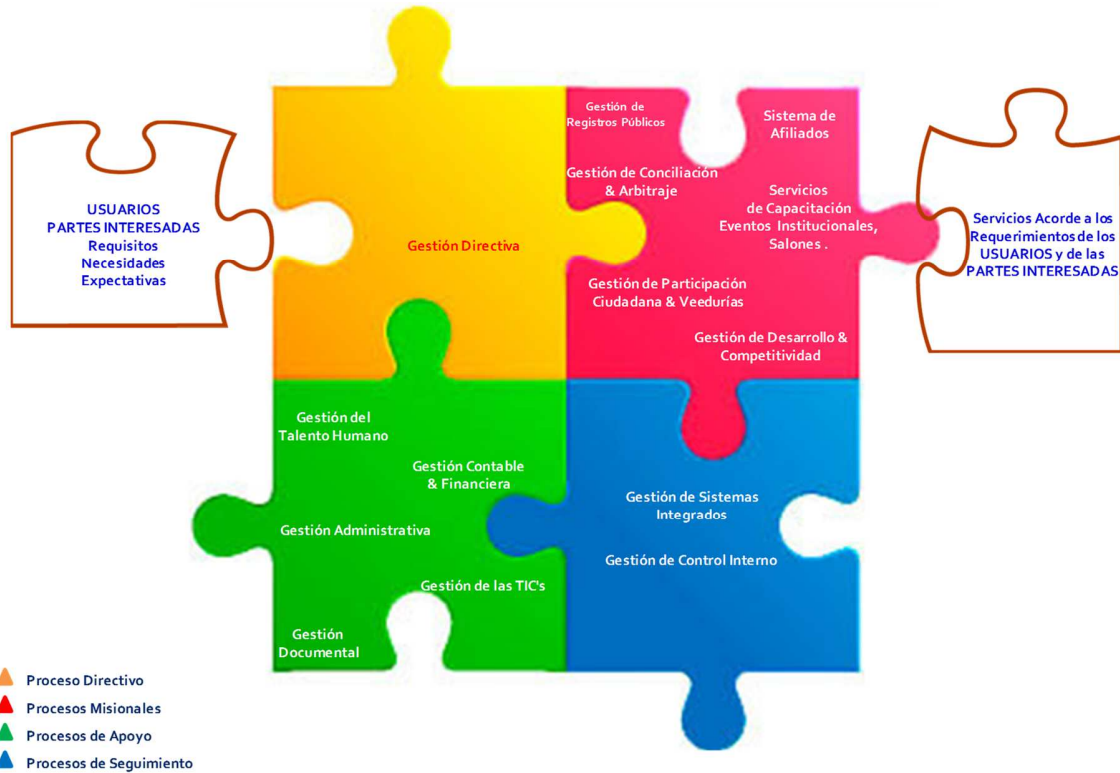 USUARIOS
PARTES INTERESADAS
Requisitos
Necesidades
Expectativas
Gestión Directiva
Gestión de
Registros Públicos
Sistema de
Afiliados
Gestión de Conciliación
& Arbitraje
Servicios
de Capacitación
Eventos Institucionales,
Salones .
Gestión de Participación
Ciudadana & Veedurías
Gestión de Desarrollo &
Competitividad
Servicios Acorde a los
Requerimientos de los
USUARIOS y de las
PARTES INTERESADAS
Gestión del
Talento Humano
Gestión Contable
& Financiera
Gestión Administrativa
Gestión de las TIC's
Gestión
Documental
Gestión de Sistemas
Integrados
Gestión de Control Interno
Proceso Directivo
Procesos Misionales
Procesos de Apoyo
Procesos de Seguimiento